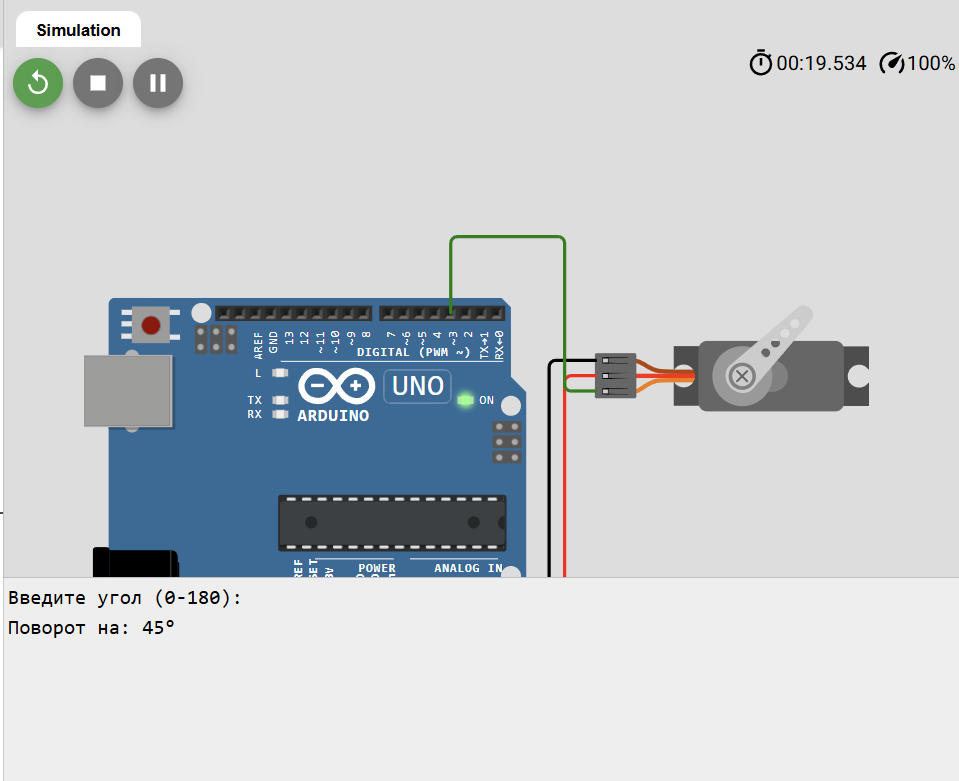 Simulation
00:19.534 100%
AREF
GND
13
12
~11
~10
~9
8
7
~6
~5
4
~3
2
TX→1
RX←0
DIGITAL (PWM ~)
L
TX
RX
UNO
ON
ARDUINO
POWER
ANALOG IN
Введите угол (0-180):
Поворот на: 45°